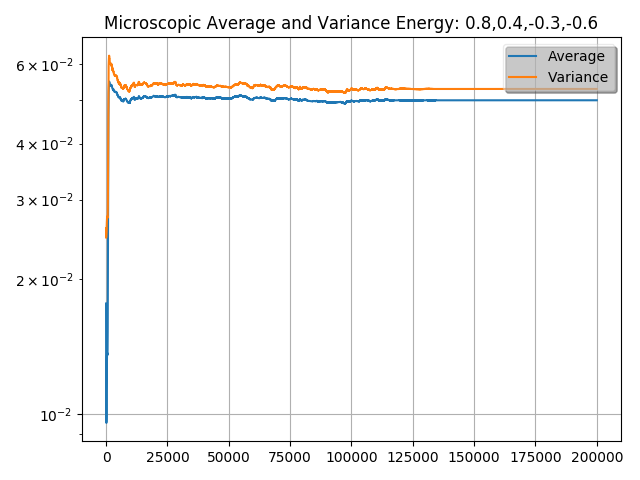 Microscopic Average and Variance Energy: 0.8,0.4,-0.3,-0.6
Average
Variance
6 × 10⁻²
4 × 10⁻²
3 × 10⁻²
2 × 10⁻²
10⁻²
0 25000 50000 75000 100000 125000 150000 175000 200000